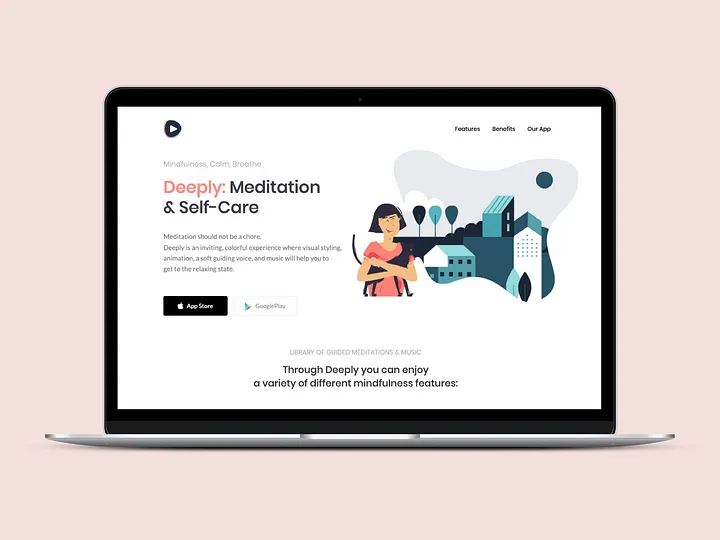 Features Benefits Our App
Mindfulness, Calm, Breathe
Deeply: Meditation
& Self-Care
Meditation should not be a chore.
Deeply is an inviting, colorful experience where visual styling,
animation, a soft guiding voice, and music will help you to
get to the relaxing state.
App Store GooglePlay
LIBRARY OF GUIDED MEDITATIONS & MUSIC
Through Deeply you can enjoy
a variety of different mindfulness features: